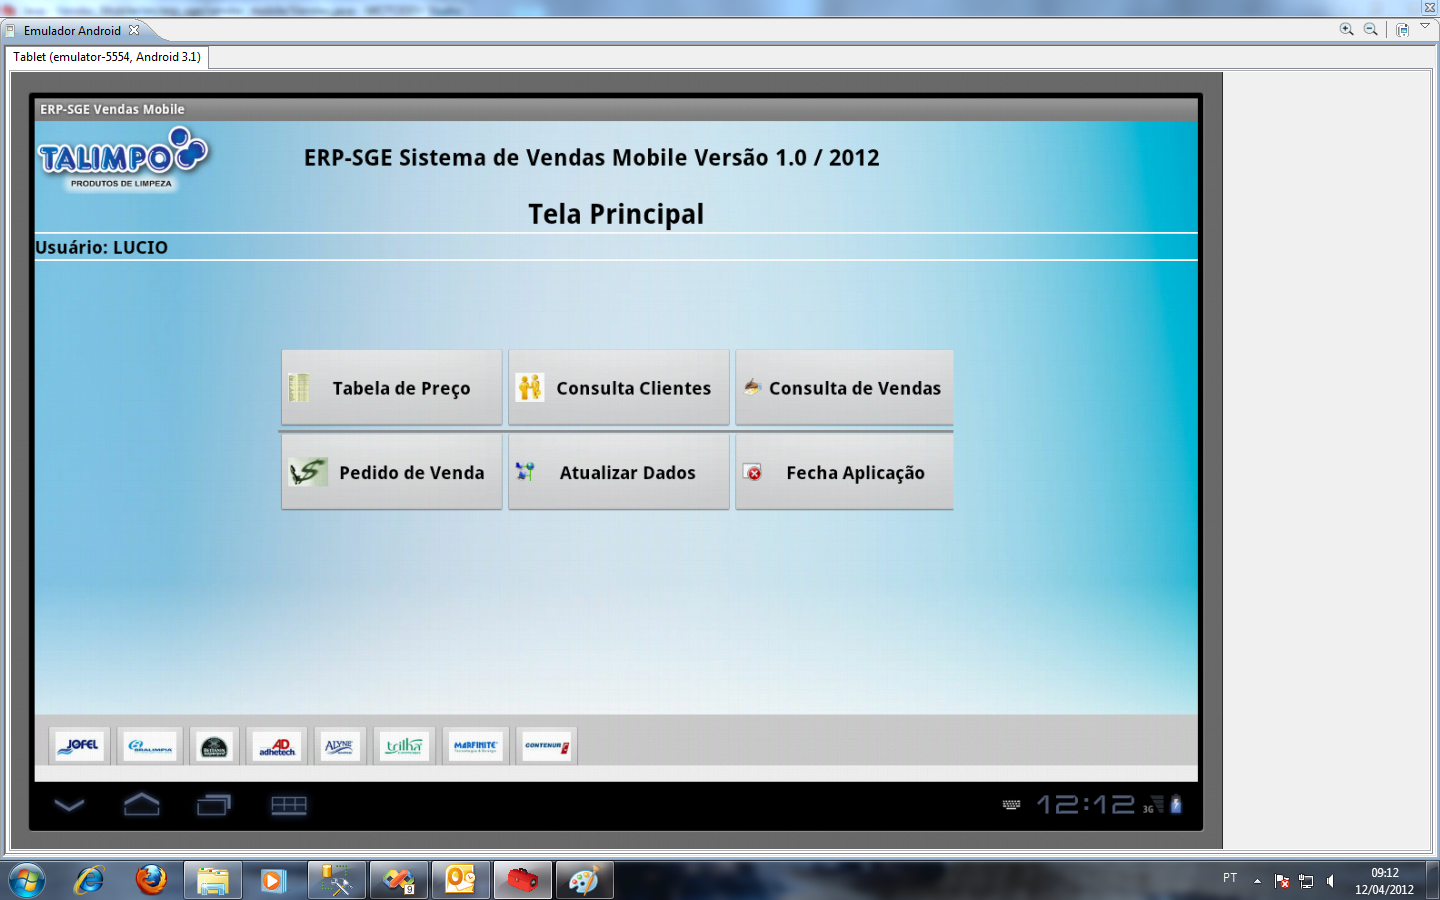 Emulador Android
Tablet (emulator-5554, Android 3.1)
ERP-SGE Vendas Mobile
TALIMPO
PRODUTOS DE LIMPEZA
ERP-SGE Sistema de Vendas Mobile Versão 1.0 / 2012
Tela Principal
Usuário: LUCIO
Tabela de Preço
Consulta Clientes
Consulta de Vendas
Pedido de Venda
Atualizar Dados
Fecha Aplicação
JOFEL
BRALIMPIA
AD
adhetech
trilha
MARFINITE
CONTENUR
3G
12:12
9
PT
09:12
12/04/2012